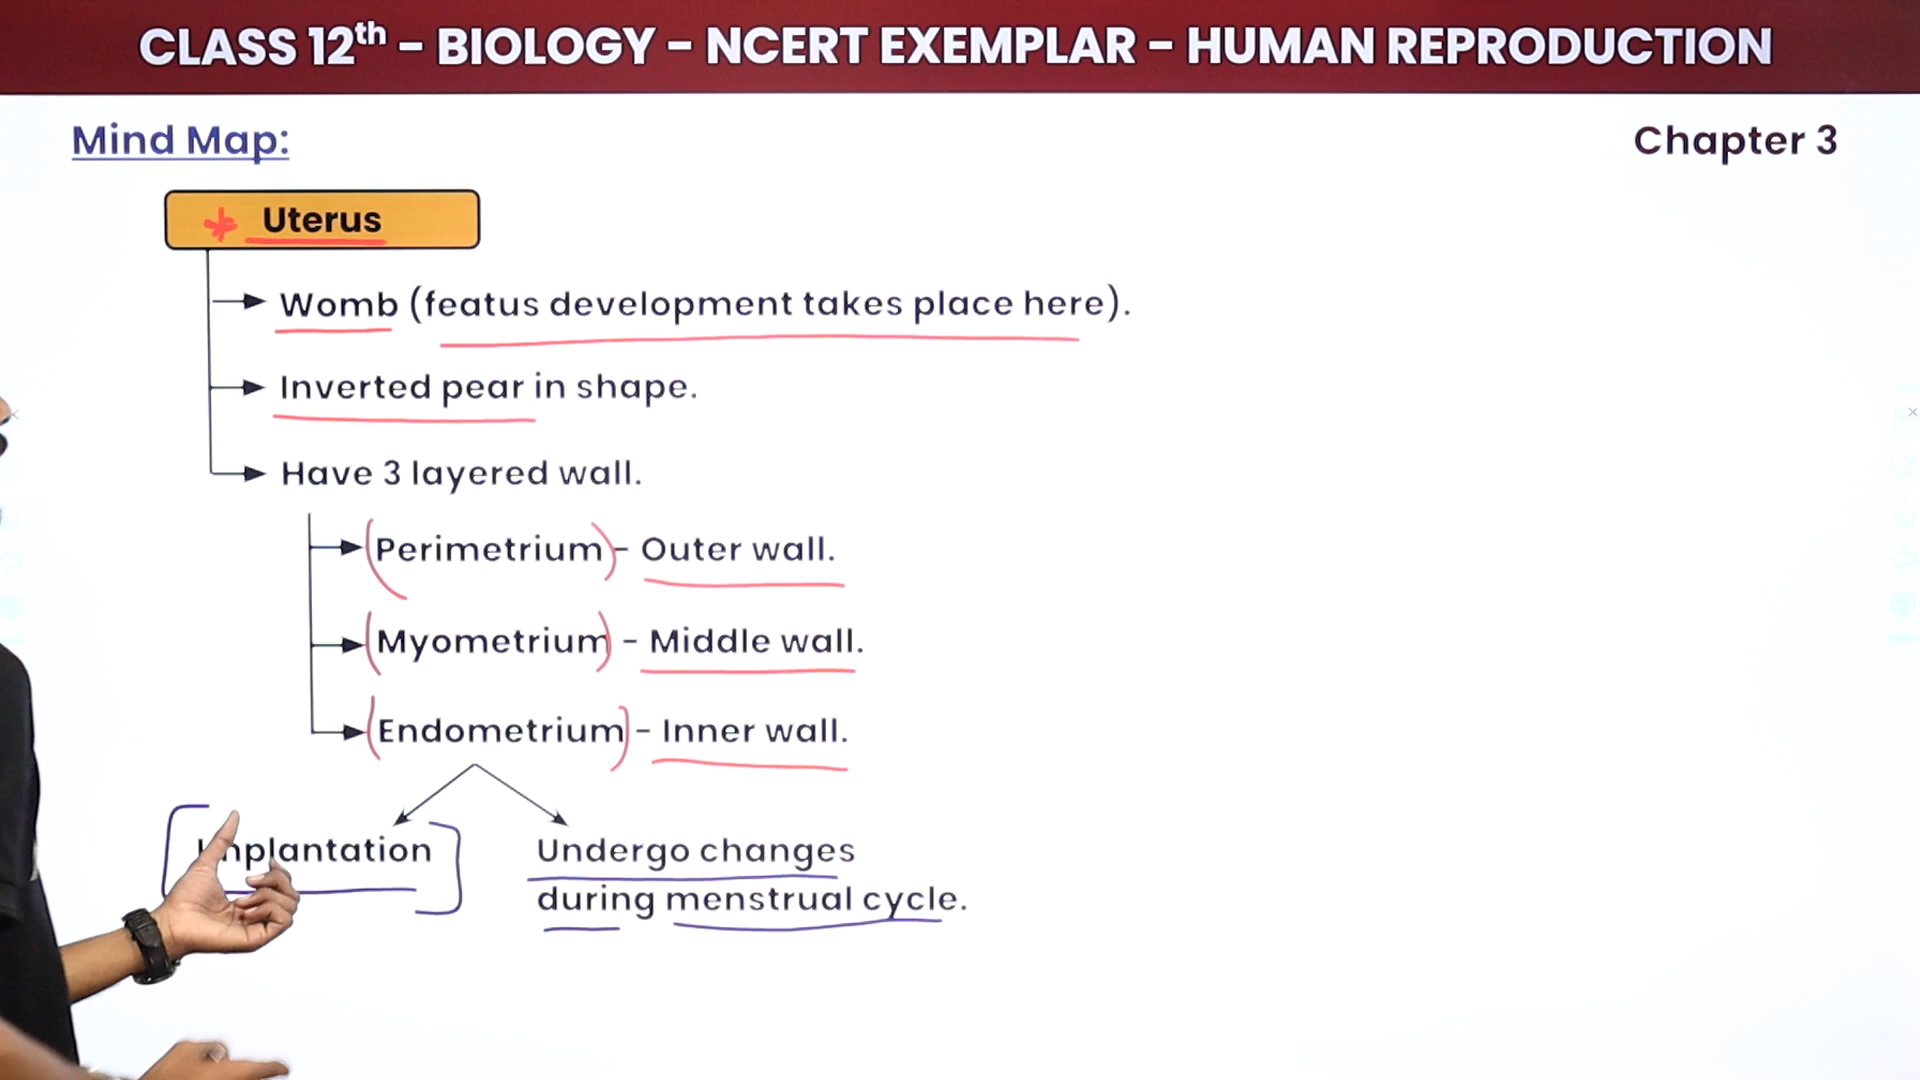 CLASS 12th - BIOLOGY - NCERT EXEMPLAR - HUMAN REPRODUCTION
Mind Map:
Chapter 3
Uterus
Womb (featus development takes place here).
Inverted pear in shape.
Have 3 layered wall.
(Perimetrium) - Outer wall.
(Myometrium) - Middle wall.
(Endometrium) - Inner wall.
Implantation
Undergo changes
during menstrual cycle.